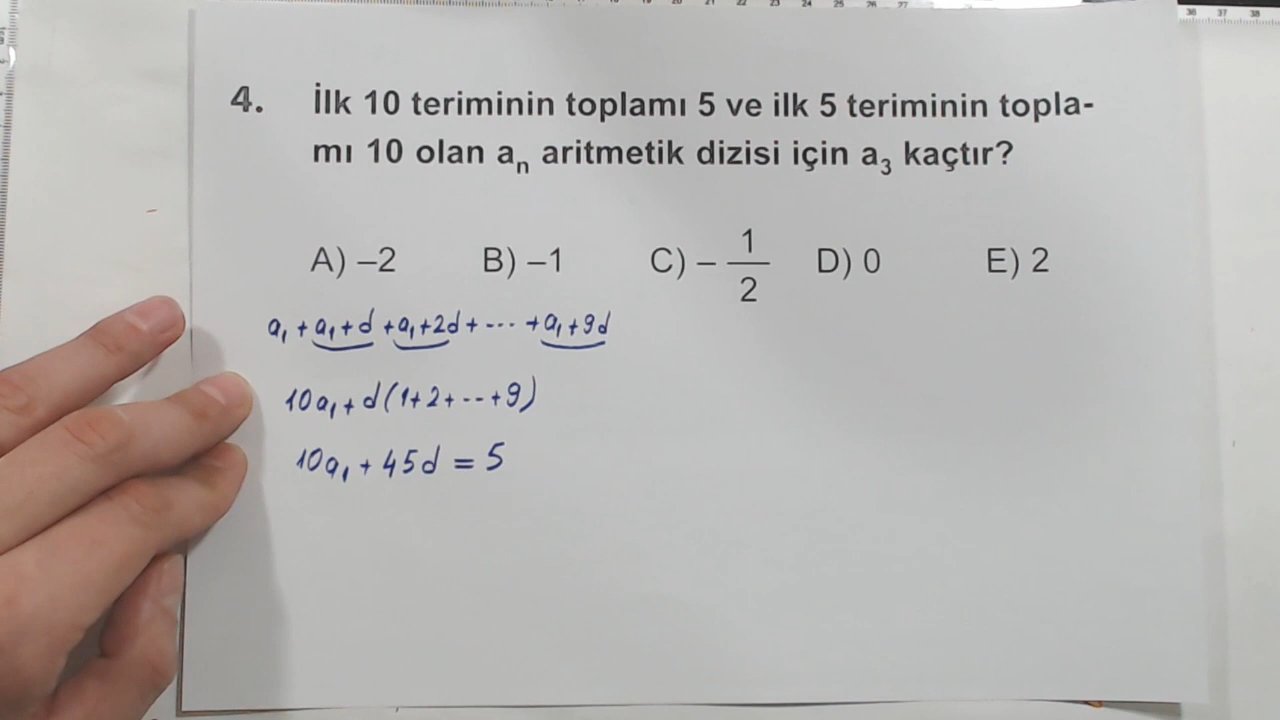 4. İlk 10 teriminin toplamı 5 ve ilk 5 teriminin topla-
mı 10 olan aₙ aritmetik dizisi için a₃ kaçtır?
A) –2 B) –1 C) – 1/2 D) 0 E) 2
a₁ + a₁+d + a₁+2d + ··· + a₁+9d
10a₁ + d(1+2+···+9)
10a₁ + 45d = 5